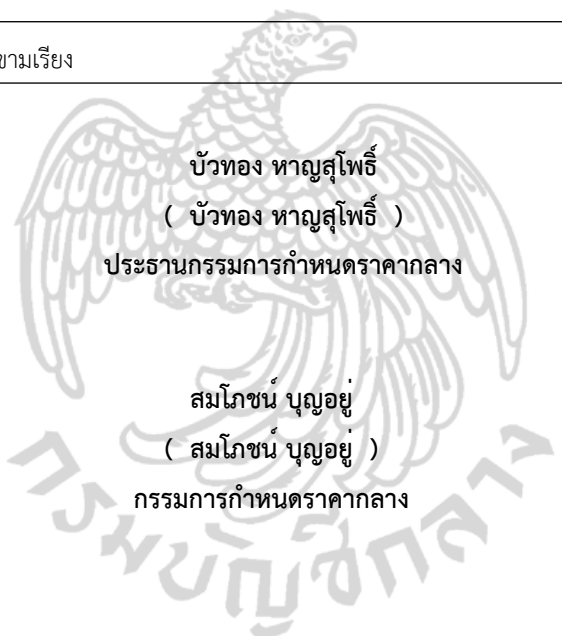 ขามเรียง
บัวทอง หาญสุโพธิ์
( บัวทอง หาญสุโพธิ์ )
ประธานกรรมการกำหนดราคากลาง
สมโภชน์ บุญอยู่
( สมโภชน์ บุญอยู่ )
กรรมการกำหนดราคากลาง
กรมบัญชีกลาง